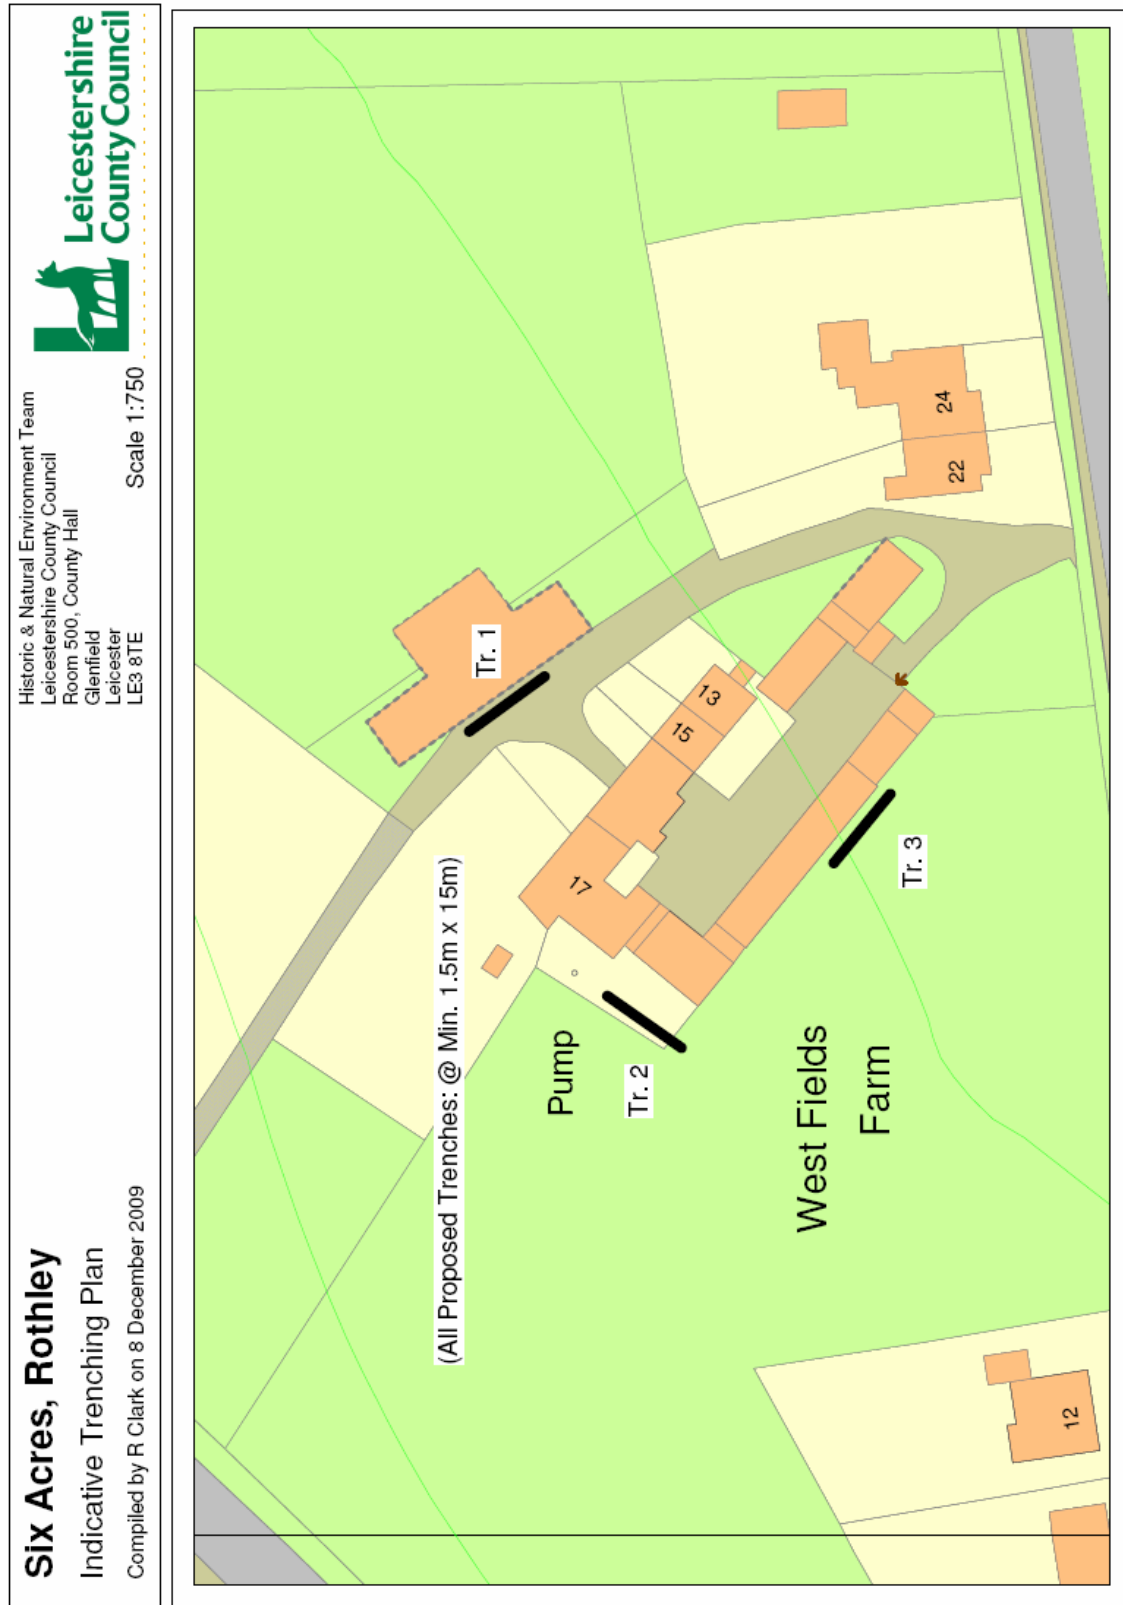 Six Acres, Rothley
Indicative Trenching Plan
Compiled by R Clark on 8 December 2009
Historic & Natural Environment Team
Leicestershire County Council
Room 500, County Hall
Glenfield
Leicester
LE3 8TE
Scale 1:750
Leicestershire
County Council
(All Proposed Trenches: @ Min. 1.5m x 15m)
Tr. 1
13
15
17
Pump
Tr. 2
Tr. 3
West Fields
Farm
22
24
12